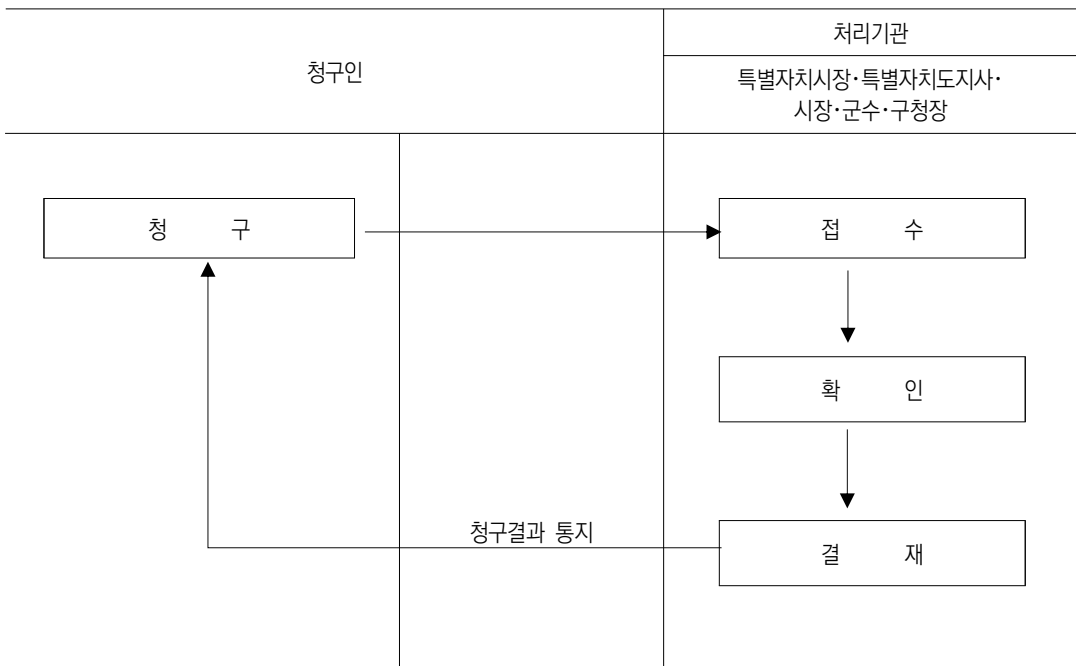 청구인
처리기관
특별자치시장·특별자치도지사·
시장·군수·구청장
청 구
접 수
확 인
청구결과 통지
결 재